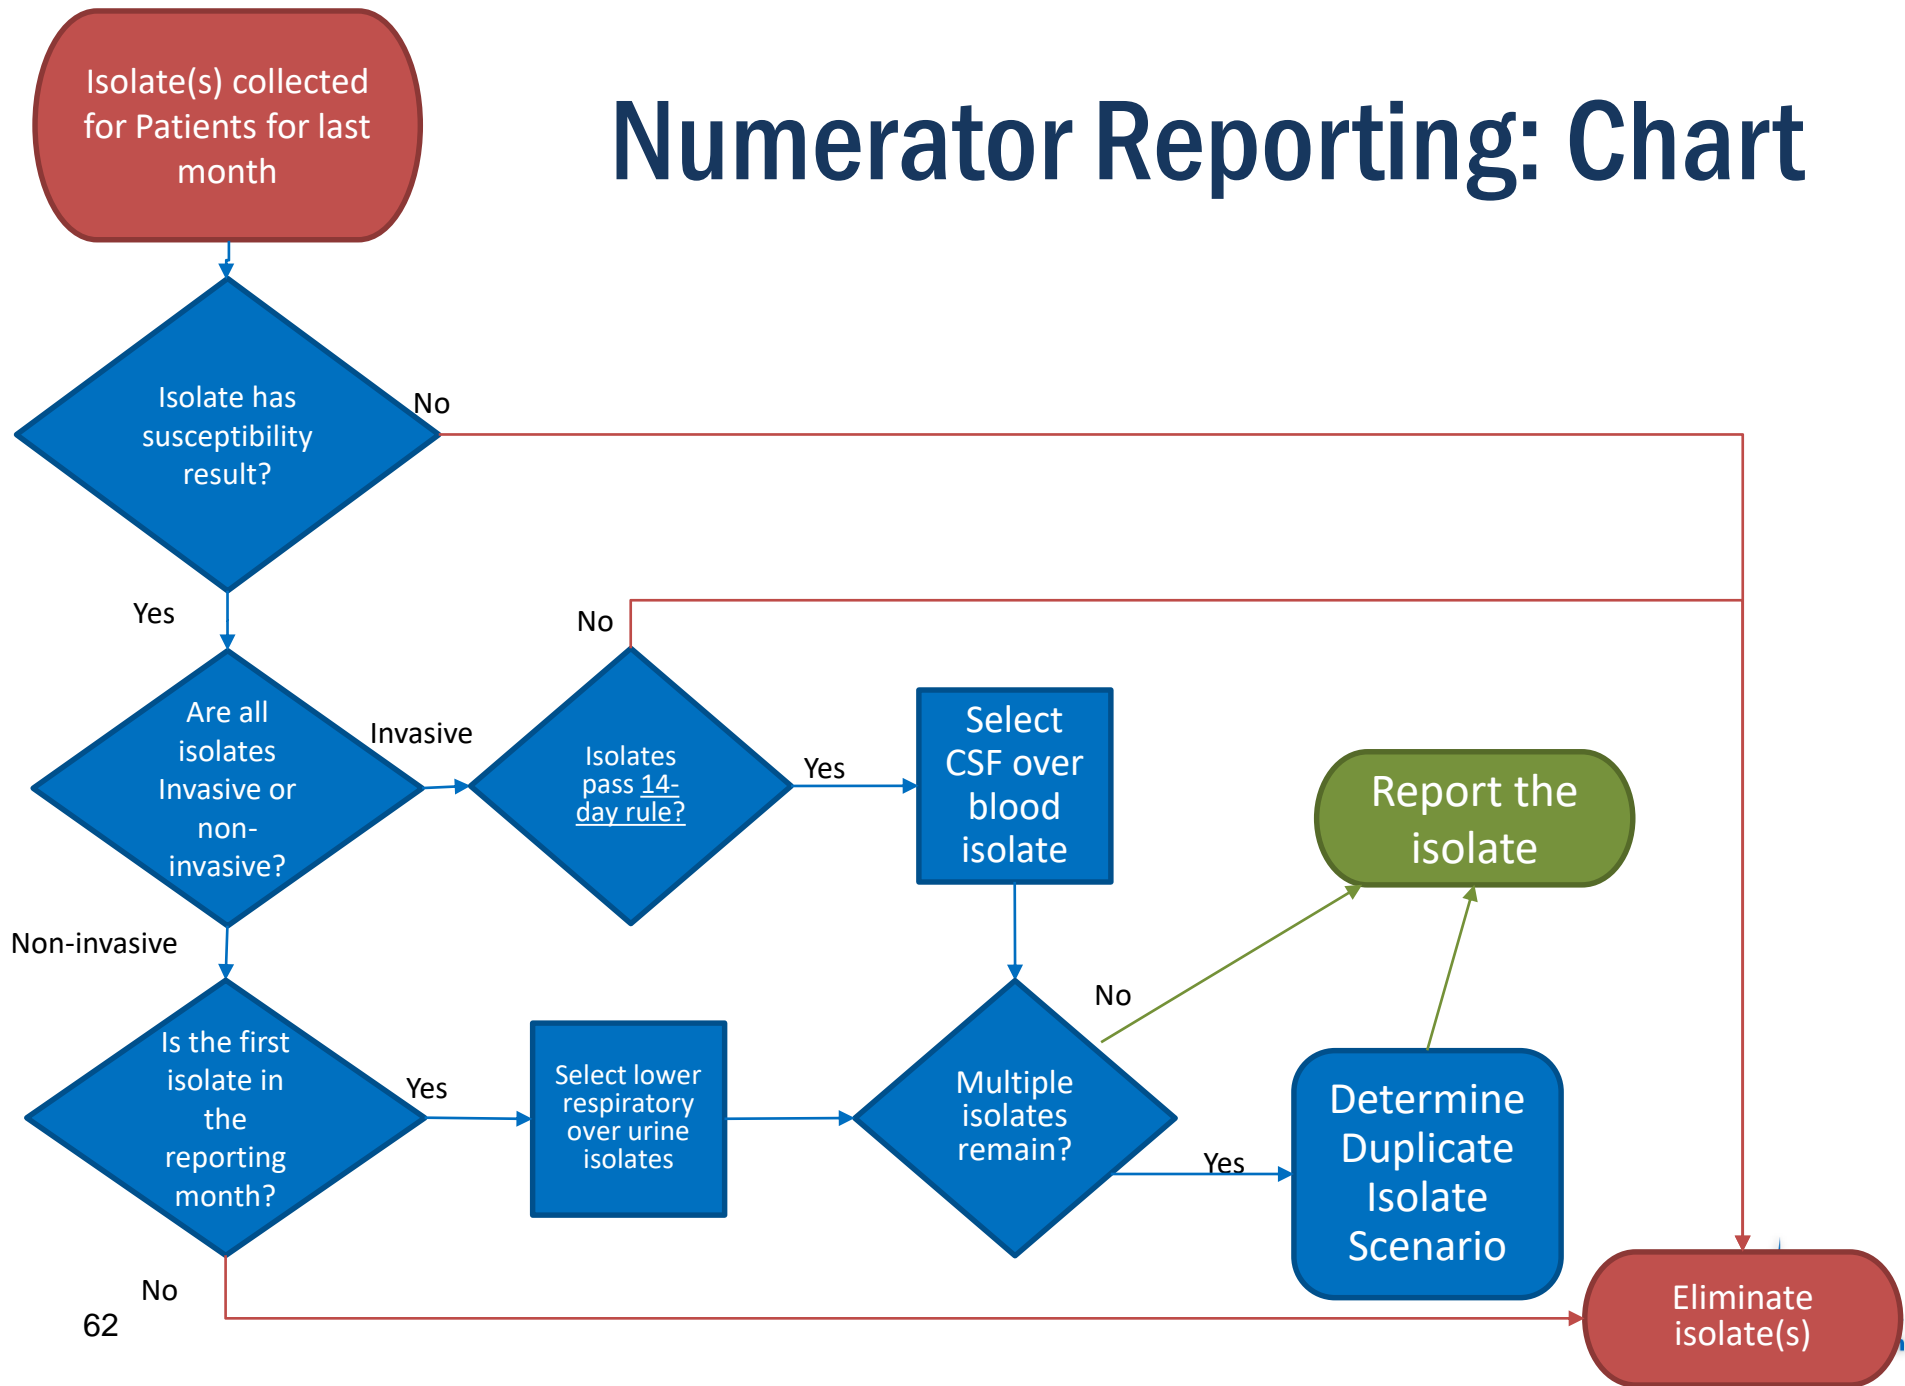 Isolate(s) collected
for Patients for last
month
Numerator Reporting: Chart
Isolate has
susceptibility
result?
No
Yes
No
Are all
isolates
Invasive or
non-
invasive?
Invasive
Isolates
pass 14-
day rule?
Yes
Select
CSF over
blood
isolate
Report the
isolate
Non-invasive
Is the first
isolate in
the
reporting
month?
Yes
Select lower
respiratory
over urine
isolates
Multiple
isolates
remain?
No
Yes
Determine
Duplicate
Isolate
Scenario
No
Eliminate
isolate(s)
62